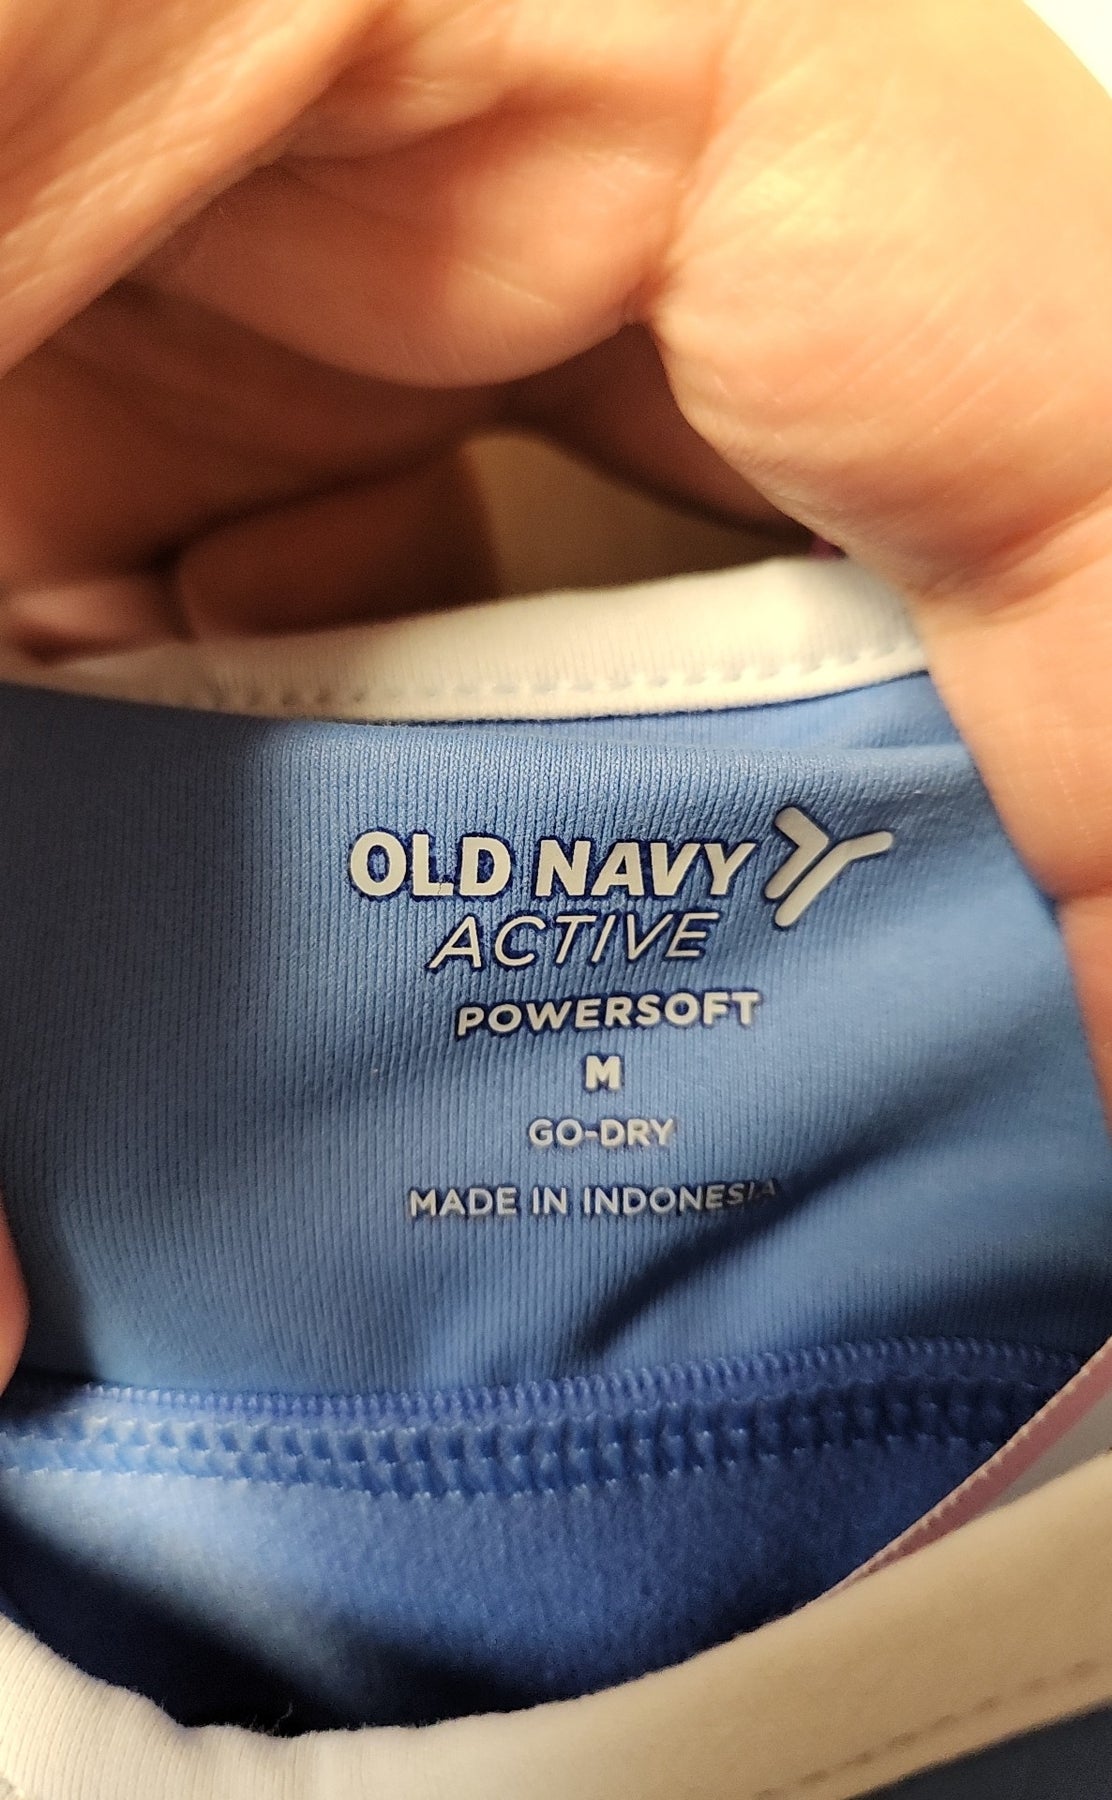 OLD NAVY
ACTIVE
POWERSOFT
M
GO-DRY
MADE IN INDONESIA